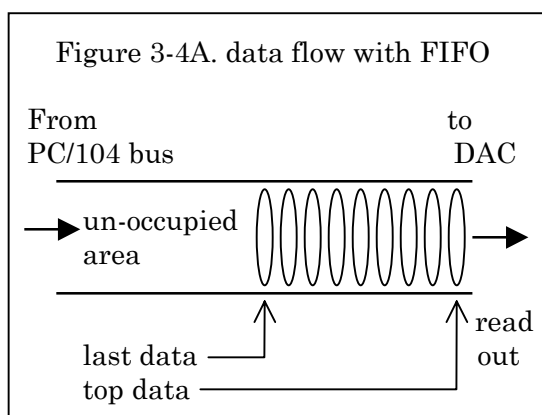 Figure 3-4A. data flow with FIFO
From
PC/104 bus
to
DAC
un-occupied
area
last data
top data
read
out